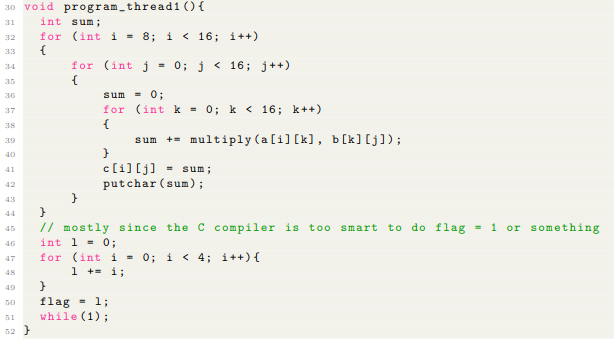 30 void program_thread1(){
31 int sum;
32 for (int i = 8; i < 16; i++)
33 {
34 for (int j = 0; j < 16; j++)
35 {
36 sum = 0;
37 for (int k = 0; k < 16; k++)
38 {
39 sum += multiply(a[i][k], b[k][j]);
40 }
41 c[i][j] = sum;
42 putchar(sum);
43 }
44 }
45 // mostly since the C compiler is too smart to do flag = 1 or something
46 int l = 0;
47 for (int i = 0; i < 4; i++){
48 l += i;
49 }
50 flag = l;
51 while(1);
52 }